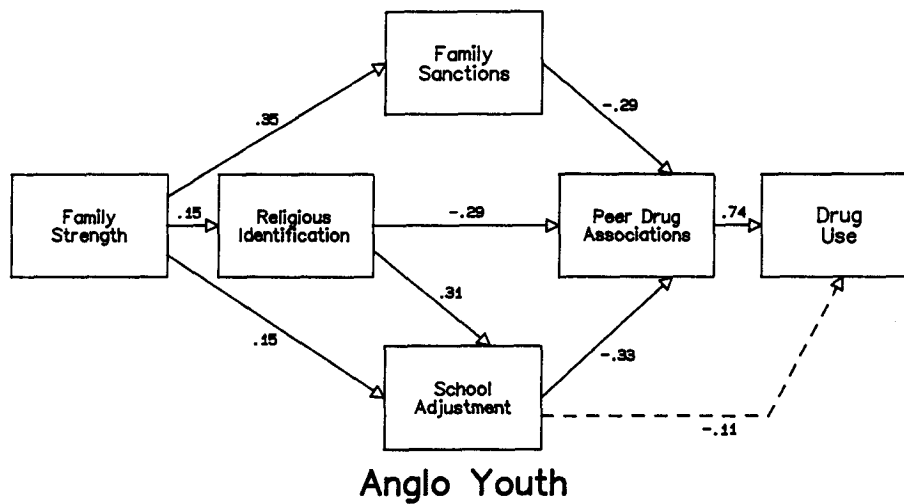 Family
Sanctions
.35
-.29
Family
Strength
.15
Religious
Identification
-.29
Peer Drug
Associations
.74
Drug
Use
.31
.15
-.33
School
Adjustment
-.11
Anglo Youth